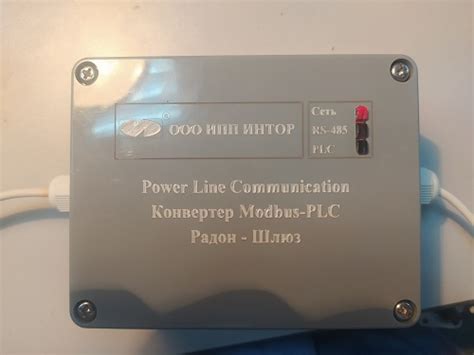 ООО ИПП ИНТОР
Сеть
RS-485
PLC
Power Line Communication
Конвертер Modbus-PLC
Радон - Шлюз